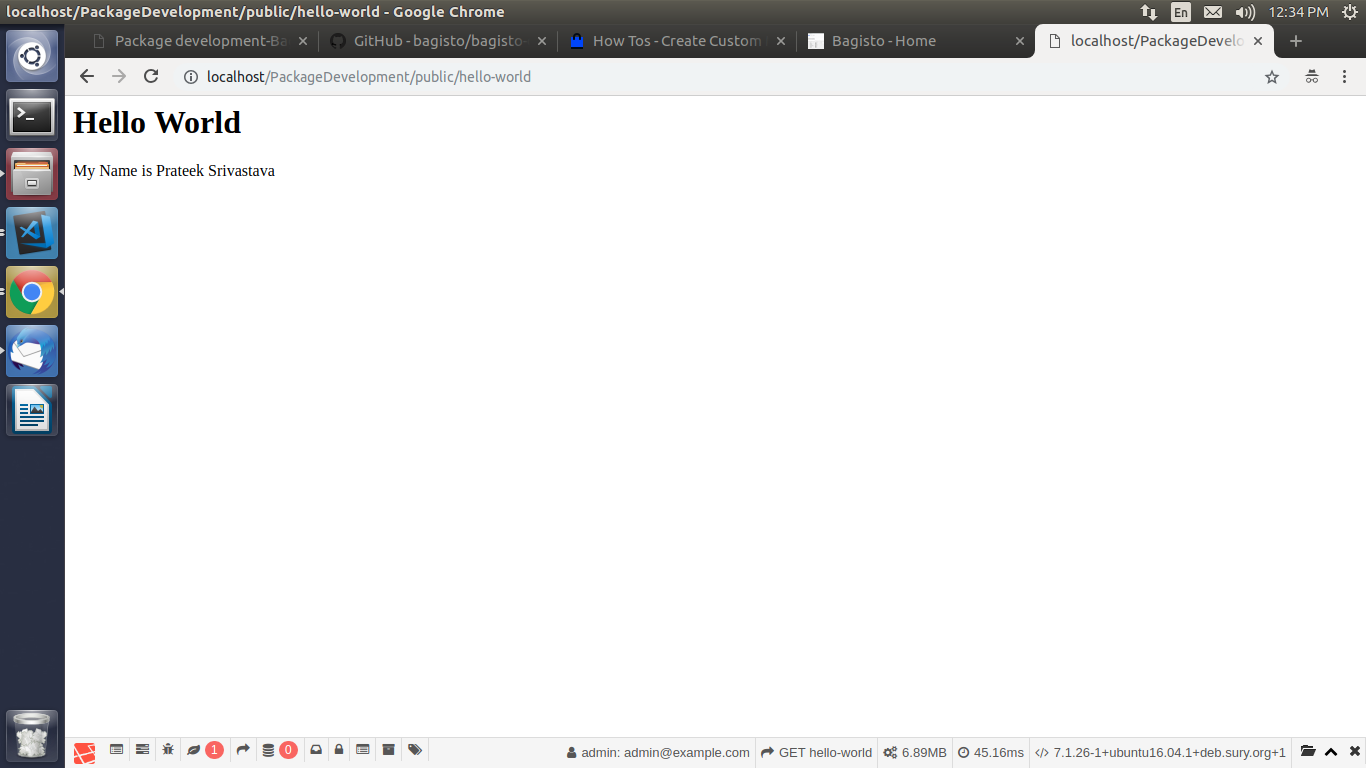 localhost/PackageDevelopment/public/hello-world - Google Chrome
En
12:34 PM
Package development-Ba
GitHub - bagisto/bagisto-
How Tos - Create Custom
Bagisto - Home
localhost/PackageDevelo
localhost/PackageDevelopment/public/hello-world
Hello World
My Name is Prateek Srivastava
1
0
admin: admin@example.com
GET hello-world
6.89MB
45.16ms
7.1.26-1+ubuntu16.04.1+deb.sury.org+1